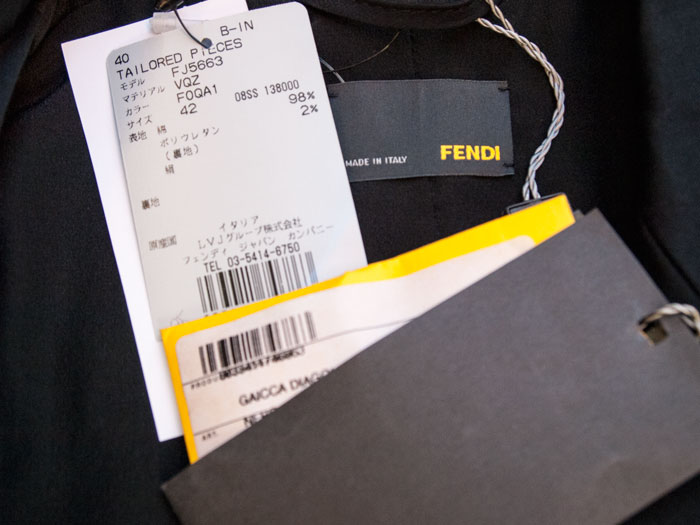 B-IN
40
TAILORED PIECES
モデル FJ5663
マテリアル VQZ
カラー F0QA1 08SS 138000
サイズ 42 98%
表地 綿 2%
ポリウレタン
(裏地)
絹
裏地
原産国 イタリア
LVJグループ株式会社
フェンディ ジャパン カンパニー
TEL 03-5414-6750
MADE IN ITALY FENDI
GAICCA DIAGO